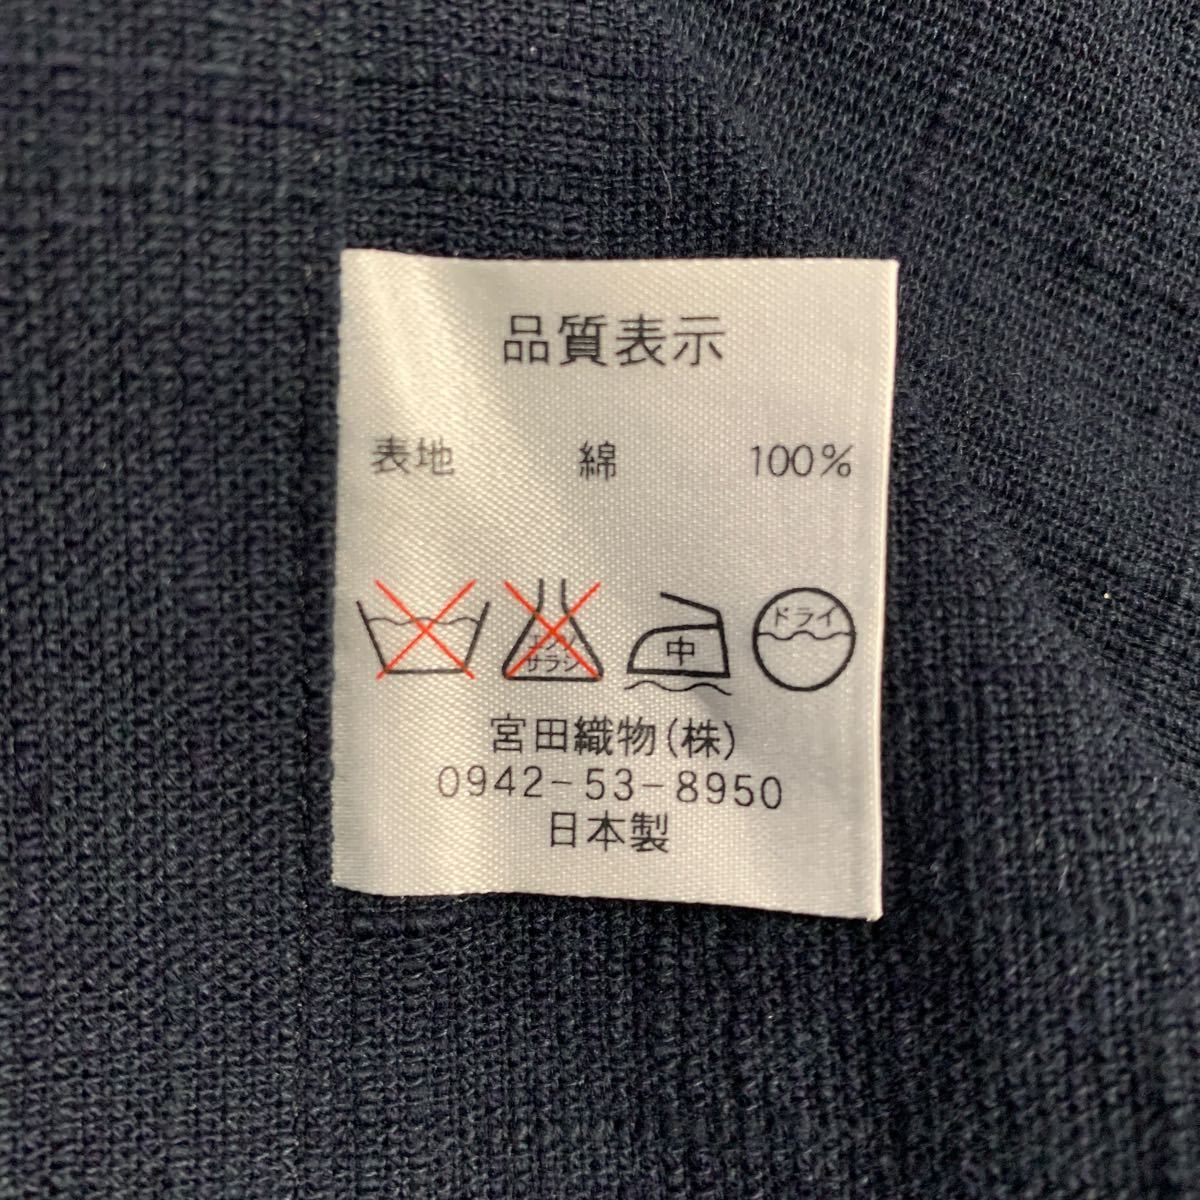 品質表示
表地 綿 100%
エンソ サラシ 中 ドライ
宮田織物(株)
0942-53-8950
日本製